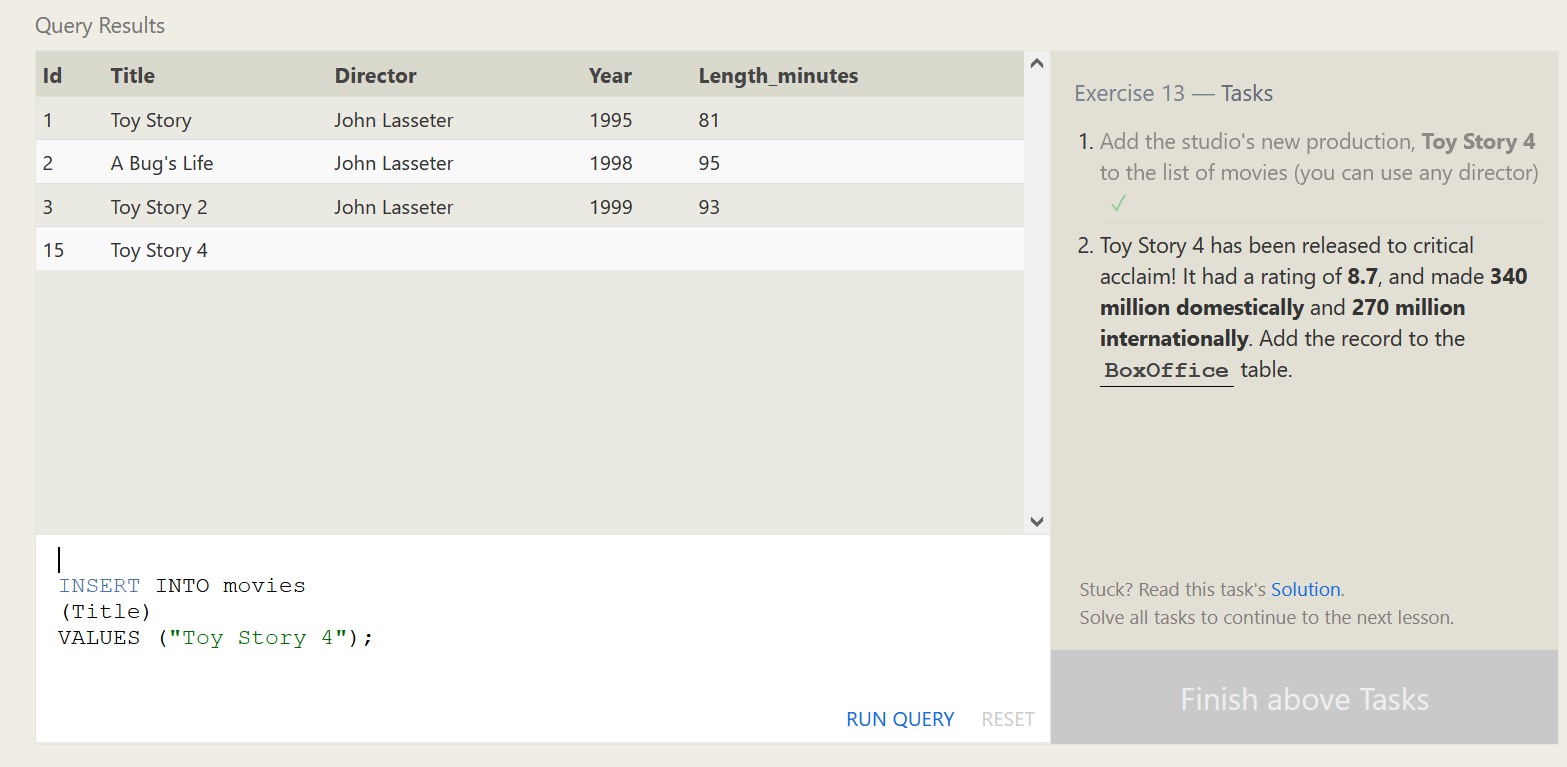 Query Results
Id Title Director Year Length_minutes
1 Toy Story John Lasseter 1995 81
2 A Bug's Life John Lasseter 1998 95
3 Toy Story 2 John Lasseter 1999 93
15 Toy Story 4
INSERT INTO movies
(Title)
VALUES ("Toy Story 4");
RUN QUERY RESET
Exercise 13 — Tasks
1. Add the studio's new production, Toy Story 4
to the list of movies (you can use any director)
✓
2. Toy Story 4 has been released to critical
acclaim! It had a rating of 8.7, and made 340
million domestically and 270 million
internationally. Add the record to the
BoxOffice table.
Stuck? Read this task's Solution.
Solve all tasks to continue to the next lesson.
Finish above Tasks